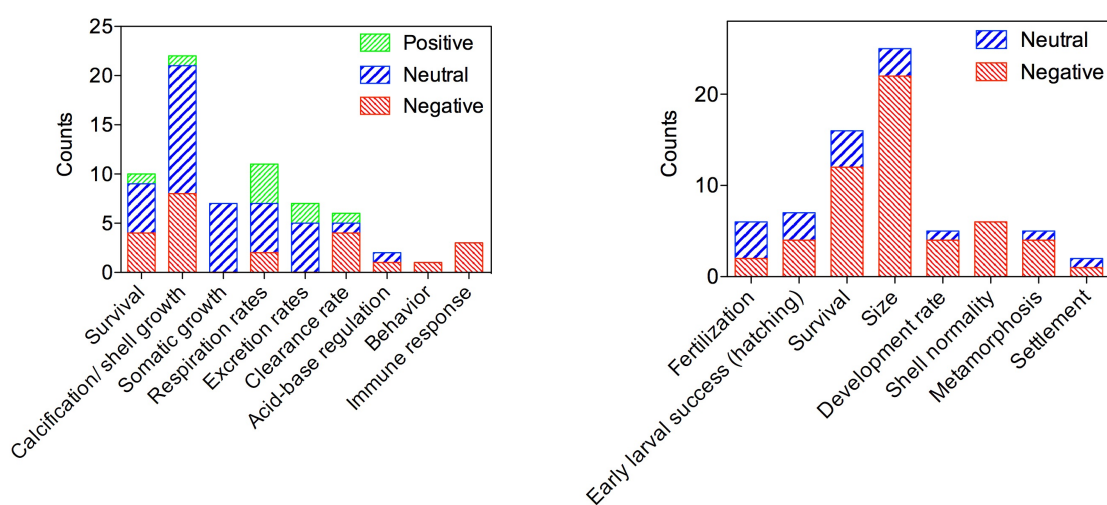 25
20
15
10
5
0
Counts
Positive
Neutral
Negative
Survival
Calcification/ shell growth
Somatic growth
Respiration rates
Excretion rates
Clearance rate
Acid-base regulation
Behavior
Immune response
20
10
0
Counts
Neutral
Negative
Fertilization
Early larval success (hatching)
Survival
Size
Development rate
Shell normality
Metamorphosis
Settlement